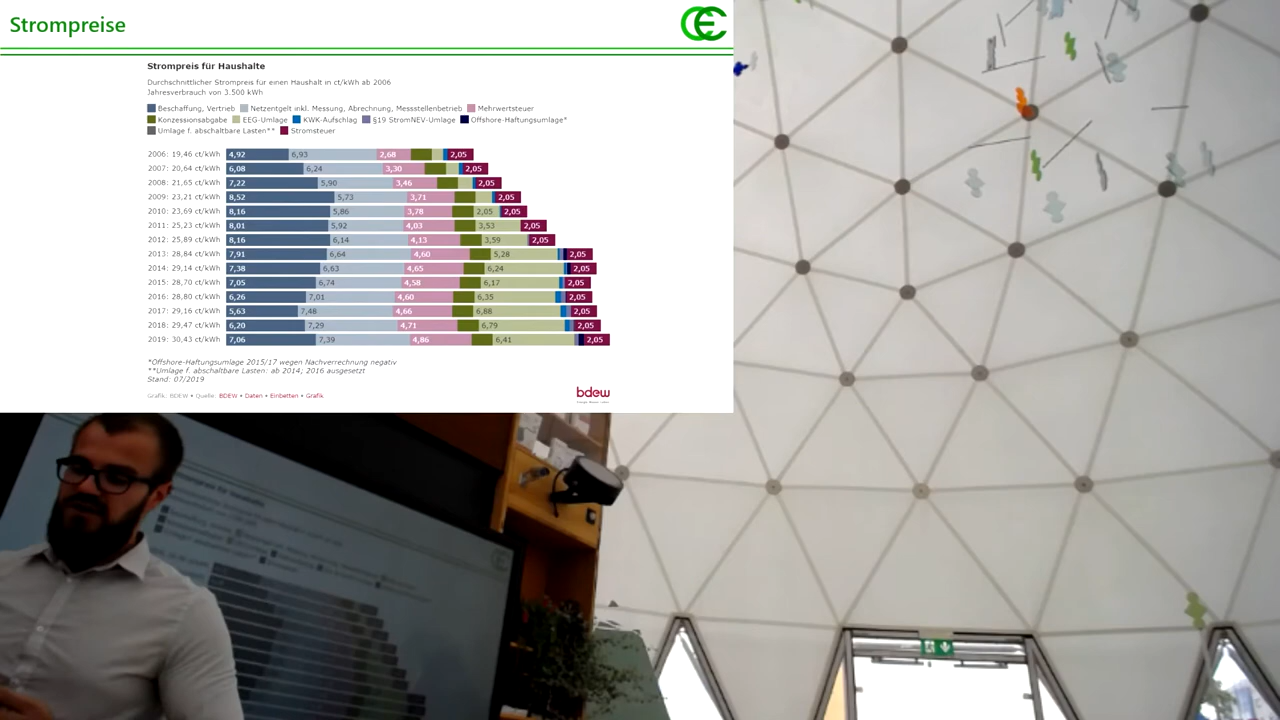 Strompreise
CEC
Strompreis für Haushalte
Durchschnittlicher Strompreis für einen Haushalt in ct/kWh ab 2006
Jahresverbrauch von 3.500 kWh
Beschaffung, Vertrieb Netzentgelt inkl. Messung, Abrechnung, Messstellenbetrieb Mehrwertsteuer
Konzessionsabgabe EEG-Umlage KWK-Aufschlag §19 StromNEV-Umlage Offshore-Haftungsumlage*
Umlage f. abschaltbare Lasten** Stromsteuer
2006: 19,46 ct/kWh 4,92 6,93 2,68 2,05
2007: 20,64 ct/kWh 6,08 6,24 3,30 2,05
2008: 21,65 ct/kWh 7,22 5,90 3,46 2,05
2009: 23,21 ct/kWh 8,52 5,73 3,71 2,05
2010: 23,69 ct/kWh 8,16 5,86 3,78 2,05 2,05
2011: 25,23 ct/kWh 8,01 5,92 4,03 3,53 2,05
2012: 25,89 ct/kWh 8,16 6,14 4,13 3,59 2,05
2013: 28,84 ct/kWh 7,91 6,64 4,60 5,28 2,05
2014: 29,14 ct/kWh 7,38 6,63 4,65 6,24 2,05
2015: 28,70 ct/kWh 7,05 6,74 4,58 6,17 2,05
2016: 28,80 ct/kWh 6,26 7,01 4,60 6,35 2,05
2017: 29,16 ct/kWh 5,63 7,48 4,66 6,88 2,05
2018: 29,47 ct/kWh 6,20 7,29 4,71 6,79 2,05
2019: 30,43 ct/kWh 7,06 7,39 4,86 6,41 2,05
*Offshore-Haftungsumlage 2015/17 wegen Nachverrechnung negativ
**Umlage f. abschaltbare Lasten: ab 2014; 2016 ausgesetzt
Stand: 07/2019
Grafik: BDEW • Quelle: BDEW • Daten • Einbetten • Grafik
bdew